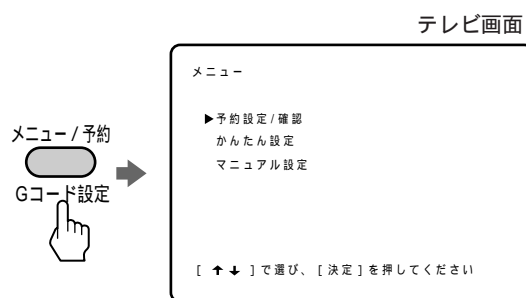 テレビ画面
メニュー
▶予約設定/確認
かんたん設定
マニュアル設定
[ ↑↓ ]で選び、[決定]を押してください
メニュー/予約
Gコード設定